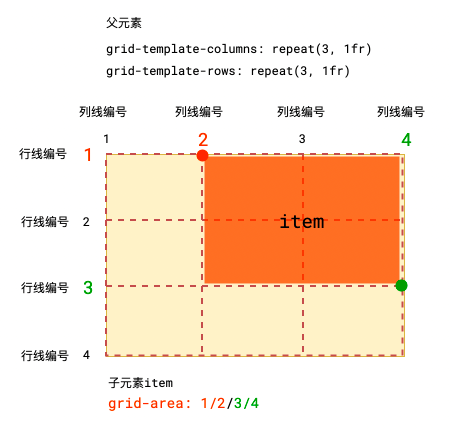 父元素
grid-template-columns: repeat(3, 1fr)
grid-template-rows: repeat(3, 1fr)
列线编号 列线编号 列线编号 列线编号
1 2 3 4
行线编号 1
行线编号 2
item
行线编号 3
行线编号 4
子元素item
grid-area: 1/2/3/4